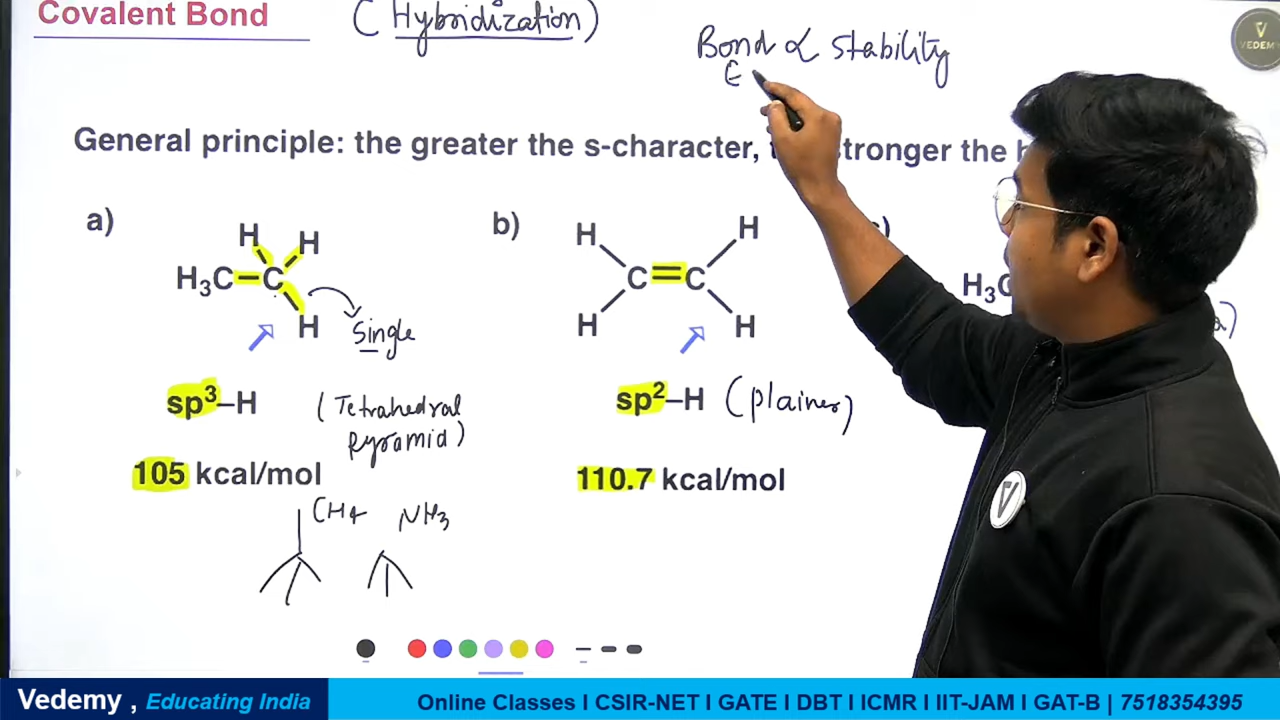 Covalent Bond
(Hybridization)
Bond ∝ stability
E
VEDEMY
General principle: the greater the s-character,
stronger the
a)
H H
H₃C–C
H
Single
sp³–H
(Tetrahedral
pyramid)
105 kcal/mol
CH4 NH3
b)
H H
C=C
H H
sp²–H (plainer)
110.7 kcal/mol
H₃C
a)
Vedemy , Educating India
Online Classes I CSIR-NET I GATE I DBT I ICMR I IIT-JAM I GAT-B | 7518354395